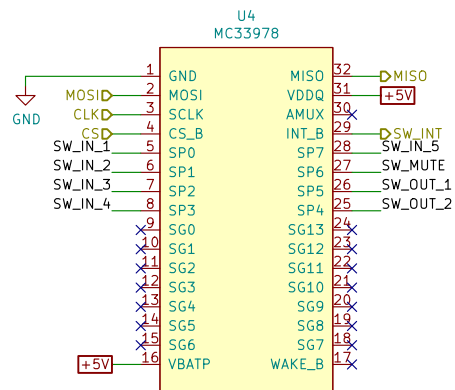 U4
MC33978
1 GND MISO 32 MISO
MOSI 2 MOSI VDDQ 31 +5V
CLK 3 SCLK AMUX 30
CS 4 CS_B INT_B 29 SW_INT
SW_IN_1 5 SP0 SP7 28 SW_IN_5
SW_IN_2 6 SP1 SP6 27 SW_MUTE
SW_IN_3 7 SP2 SP5 26 SW_OUT_1
SW_IN_4 8 SP3 SP4 25 SW_OUT_2
GND
9 SG0 SG13 24
10 SG1 SG12 23
11 SG2 SG11 22
12 SG3 SG10 21
13 SG4 SG9 20
14 SG5 SG8 19
15 SG6 SG7 18
+5V 16 VBATP WAKE_B 17